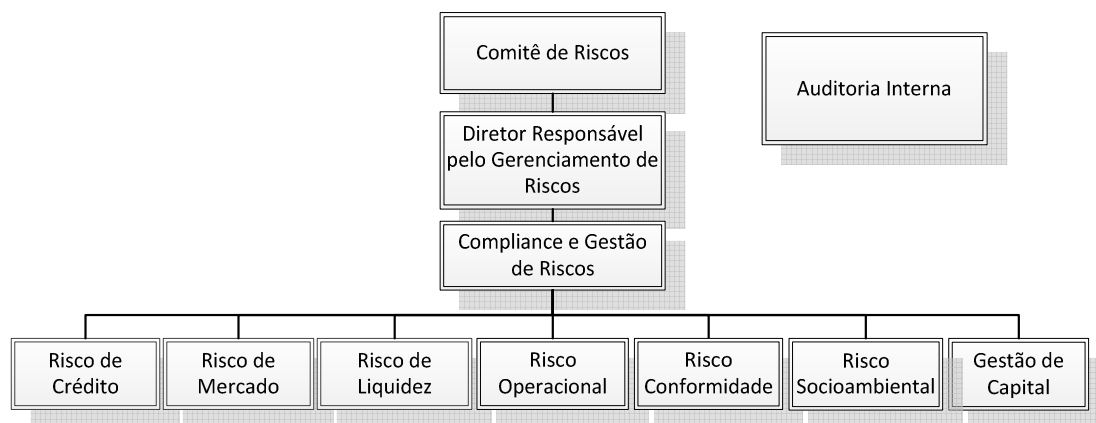 Comitê de Riscos
Auditoria Interna
Diretor Responsável
pelo Gerenciamento de
Riscos
Compliance e Gestão
de Riscos
Risco de
Crédito
Risco de
Mercado
Risco de
Liquidez
Risco
Operacional
Risco
Conformidade
Risco
Socioambiental
Gestão de
Capital